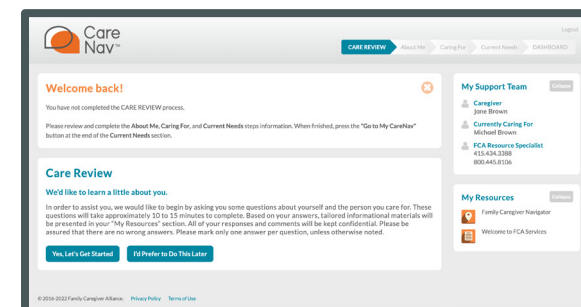 Care
Nav™
Logout
CARE REVIEW
About Me
Caring For
Current Needs
DASHBOARD
Welcome back!
You have not completed the CARE REVIEW process.
Please review and complete the About Me, Caring For, and Current Needs steps information. When finished, press the "Go to My CareNav"
button at the end of the Current Needs section.
Care Review
We'd like to learn a little about you.
In order to assist you, we would like to begin by asking you some questions about yourself and the person you care for. These
questions will take approximately 10 to 15 minutes to complete. Based on your answers, tailored informational materials will
be presented in your "My Resources" section. All of your responses and comments will be kept confidential. Please be
assured that there are no wrong answers. Please mark only one answer per question, unless otherwise noted.
Yes, Let's Get Started
I'd Prefer to Do This Later
My Support Team
Collapse
Caregiver
Jane Brown
Currently Caring For
Michael Brown
FCA Resource Specialist
415.434.3388
800.445.8106
My Resources
Collapse
Family Caregiver Navigator
Welcome to FCA Services
© 2016-2022 Family Caregiver Alliance. Privacy Policy Terms of Use